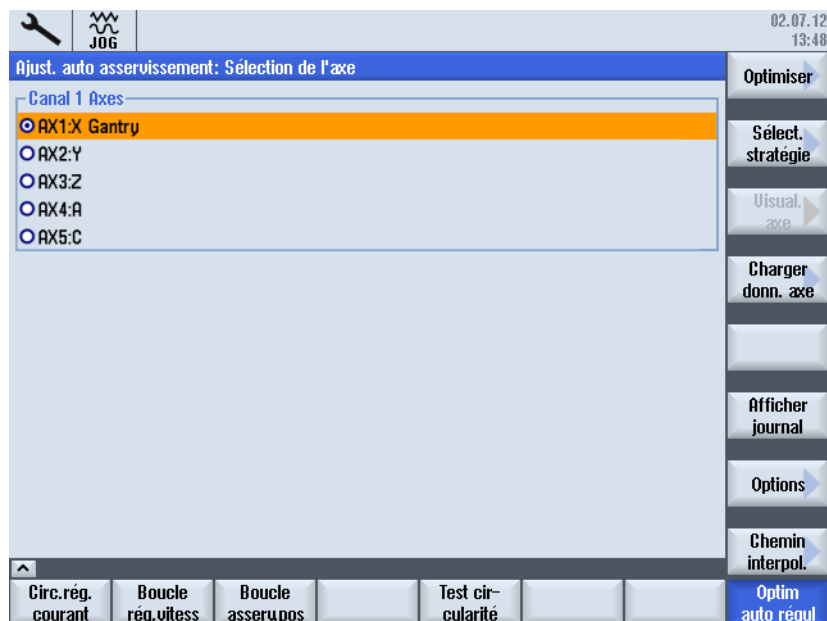 JOG
02.07.12
13:48
Ajust. auto asservissement: Sélection de l'axe
Canal 1 Axes
AX1:X Gantry
AX2:Y
AX3:Z
AX4:A
AX5:C
Optimiser
Sélect.
stratégie
Visual.
axe
Charger
donn. axe
Afficher
journal
Options
Chemin
interpol.
Circ.rég.
courant
Boucle
rég.vitess
Boucle
asserv.pos
Test cir-
cularité
Optim
auto régul